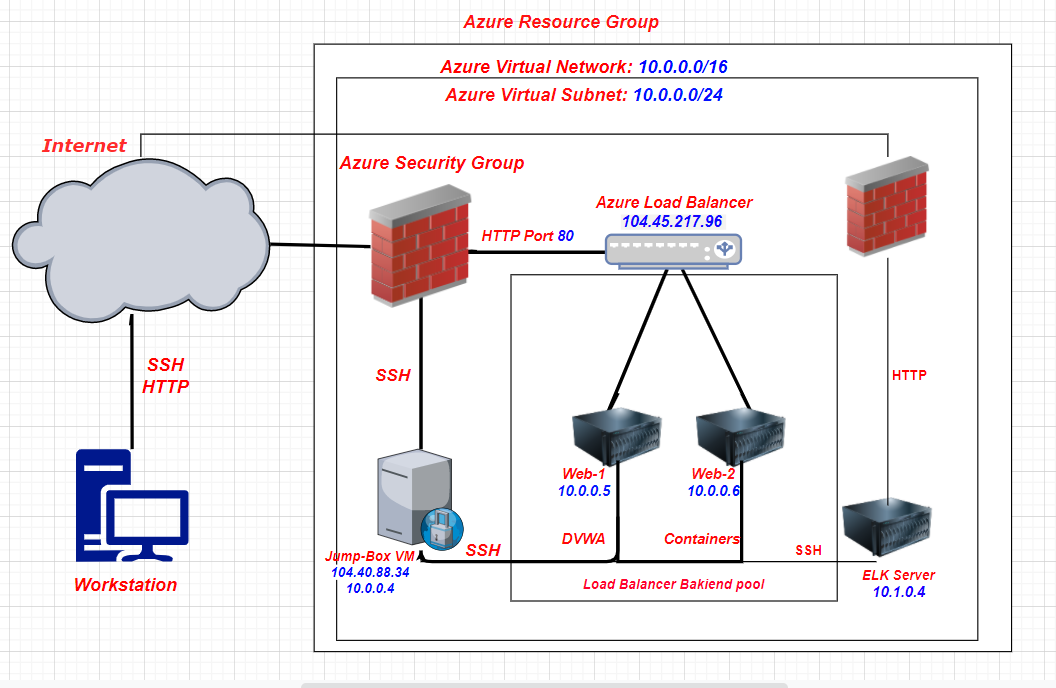 Azure Resource Group
Azure Virtual Network: 10.0.0.0/16
Azure Virtual Subnet: 10.0.0.0/24
Internet
Azure Security Group
Azure Load Balancer
104.45.217.96
HTTP Port 80
SSH
HTTP
SSH
HTTP
Web-1
10.0.0.5
Web-2
10.0.0.6
DVWA
Containers
SSH
SSH
Jump-Box VM
104.40.88.34
10.0.0.4
Load Balancer Bakiend pool
ELK Server
10.1.0.4
Workstation